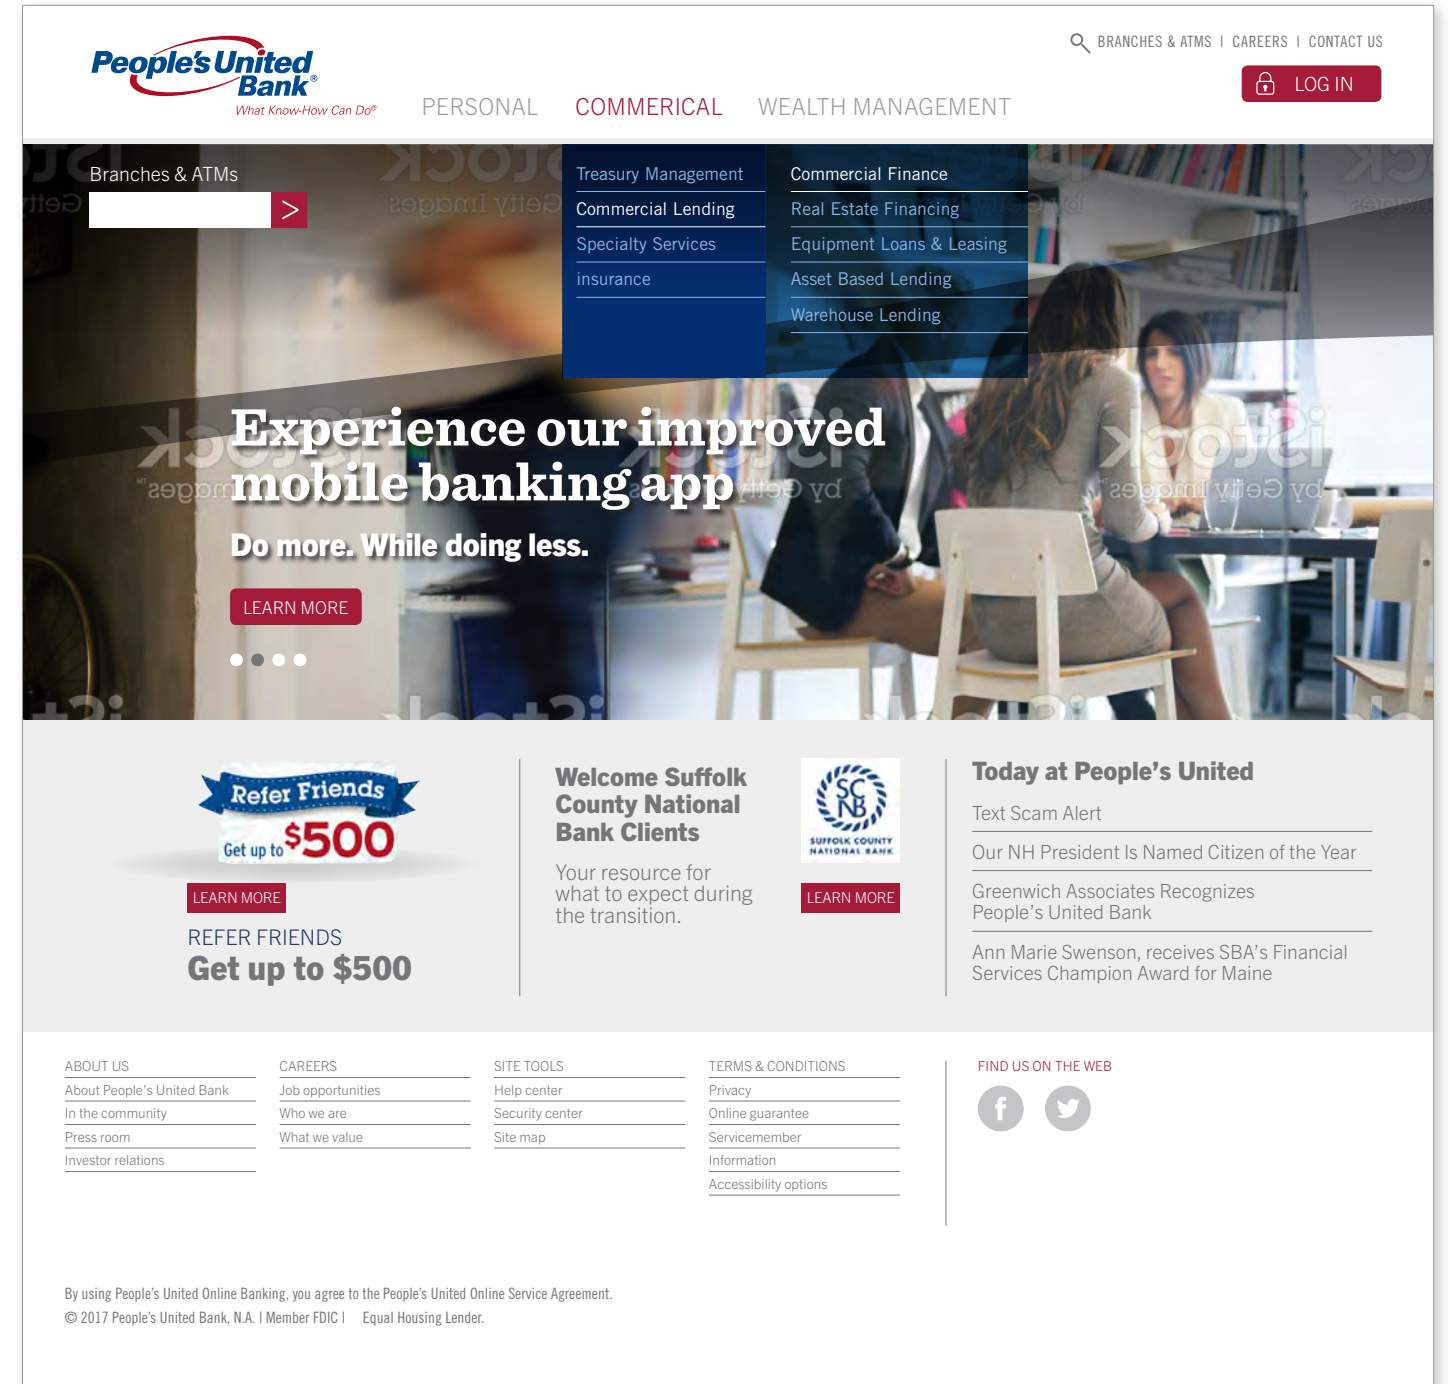 People's United
Bank®
What Know-How Can Do®
BRANCHES & ATMS | CAREERS | CONTACT US
LOG IN
PERSONAL COMMERICAL WEALTH MANAGEMENT
Branches & ATMs
>
Treasury Management
Commercial Lending
Specialty Services
insurance
Commercial Finance
Real Estate Financing
Equipment Loans & Leasing
Asset Based Lending
Warehouse Lending
iStock
by Getty Images
Experience our improved
mobile banking app
Do more. While doing less.
LEARN MORE
Refer Friends
Get up to $500
LEARN MORE
REFER FRIENDS
Get up to $500
Welcome Suffolk
County National
Bank Clients
Your resource for
what to expect during
the transition.
SC
NB
SUFFOLK COUNTY
NATIONAL BANK
LEARN MORE
Today at People's United
Text Scam Alert
Our NH President Is Named Citizen of the Year
Greenwich Associates Recognizes
People's United Bank
Ann Marie Swenson, receives SBA's Financial
Services Champion Award for Maine
ABOUT US
About People's United Bank
In the community
Press room
Investor relations
CAREERS
Job opportunities
Who we are
What we value
SITE TOOLS
Help center
Security center
Site map
TERMS & CONDITIONS
Privacy
Online guarantee
Servicemember
Information
Accessibility options
FIND US ON THE WEB
By using People's United Online Banking, you agree to the People's United Online Service Agreement.
© 2017 People's United Bank, N.A. | Member FDIC | Equal Housing Lender.